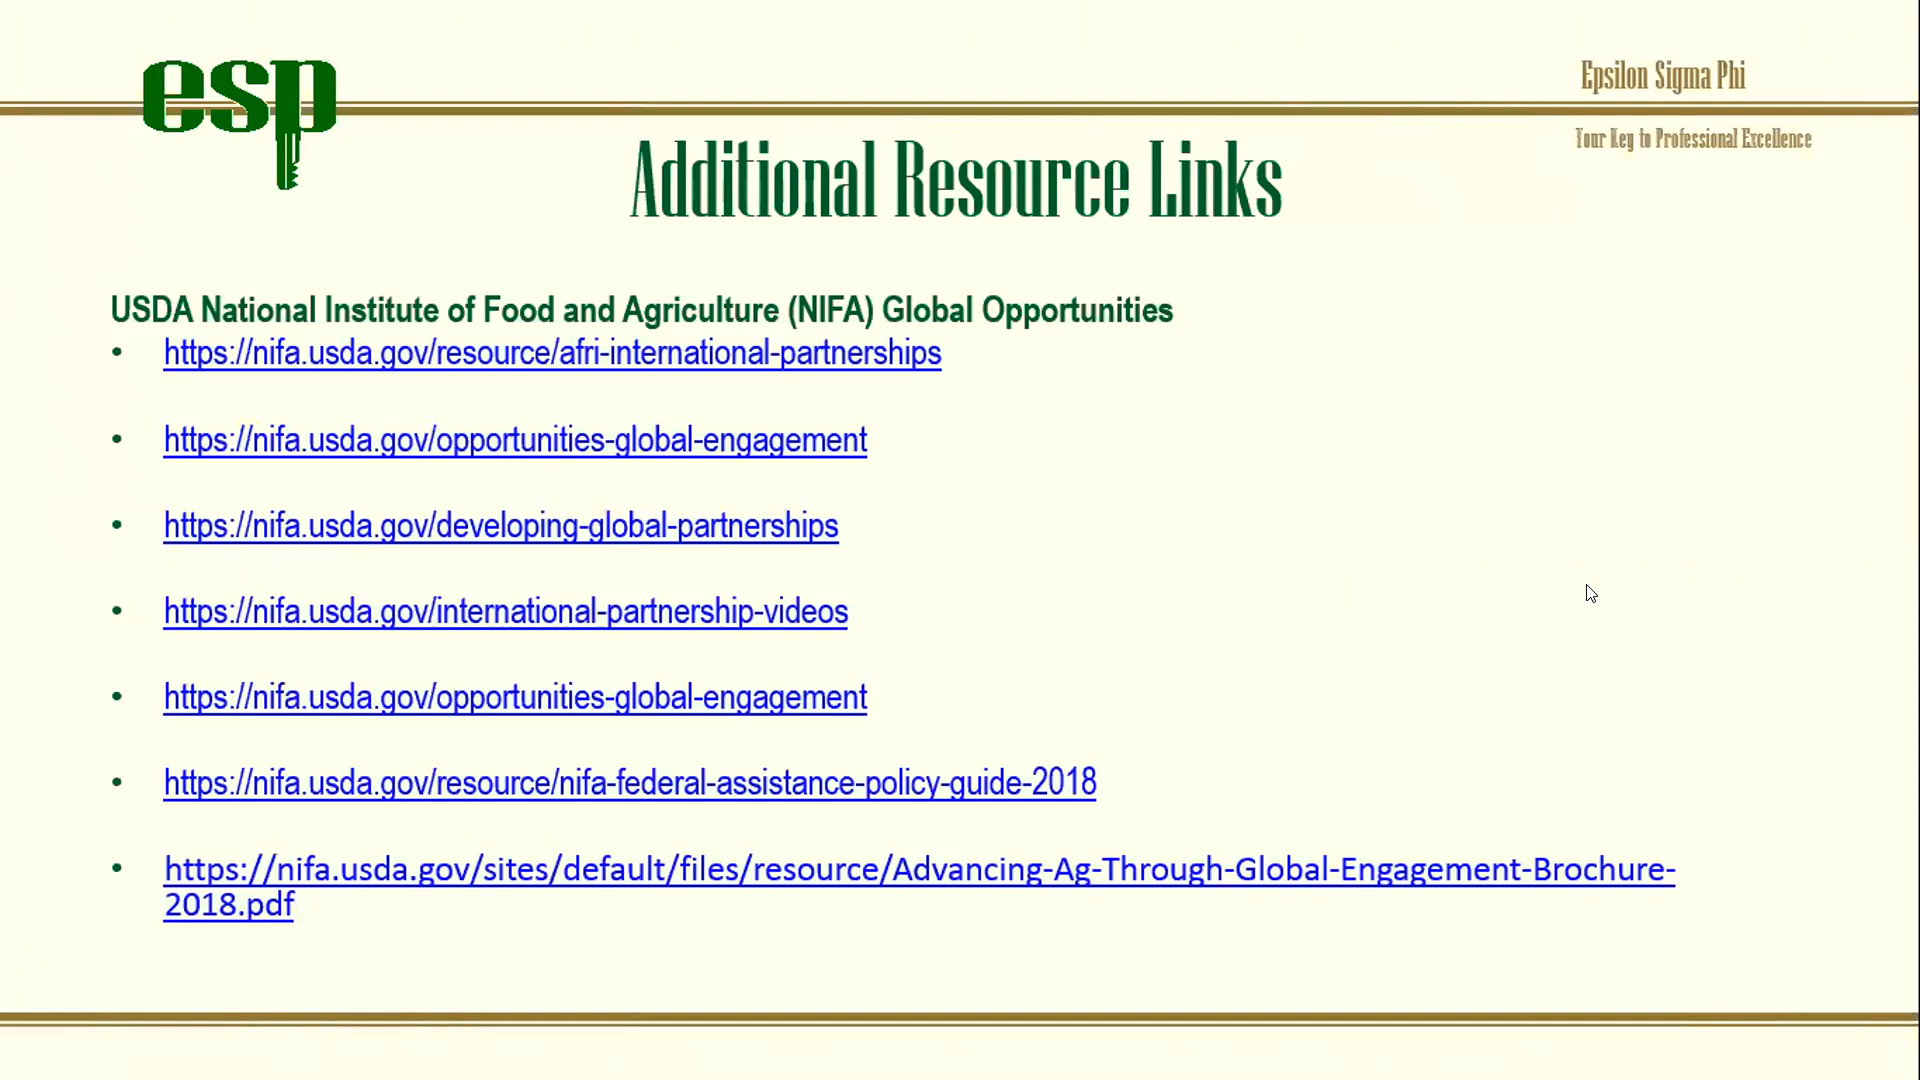 esp
Epsilon Sigma Phi
Your Key to Professional Excellence
Additional Resource Links
USDA National Institute of Food and Agriculture (NIFA) Global Opportunities
• https://nifa.usda.gov/resource/afri-international-partnerships
• https://nifa.usda.gov/opportunities-global-engagement
• https://nifa.usda.gov/developing-global-partnerships
• https://nifa.usda.gov/international-partnership-videos
• https://nifa.usda.gov/opportunities-global-engagement
• https://nifa.usda.gov/resource/nifa-federal-assistance-policy-guide-2018
• https://nifa.usda.gov/sites/default/files/resource/Advancing-Ag-Through-Global-Engagement-Brochure-
2018.pdf